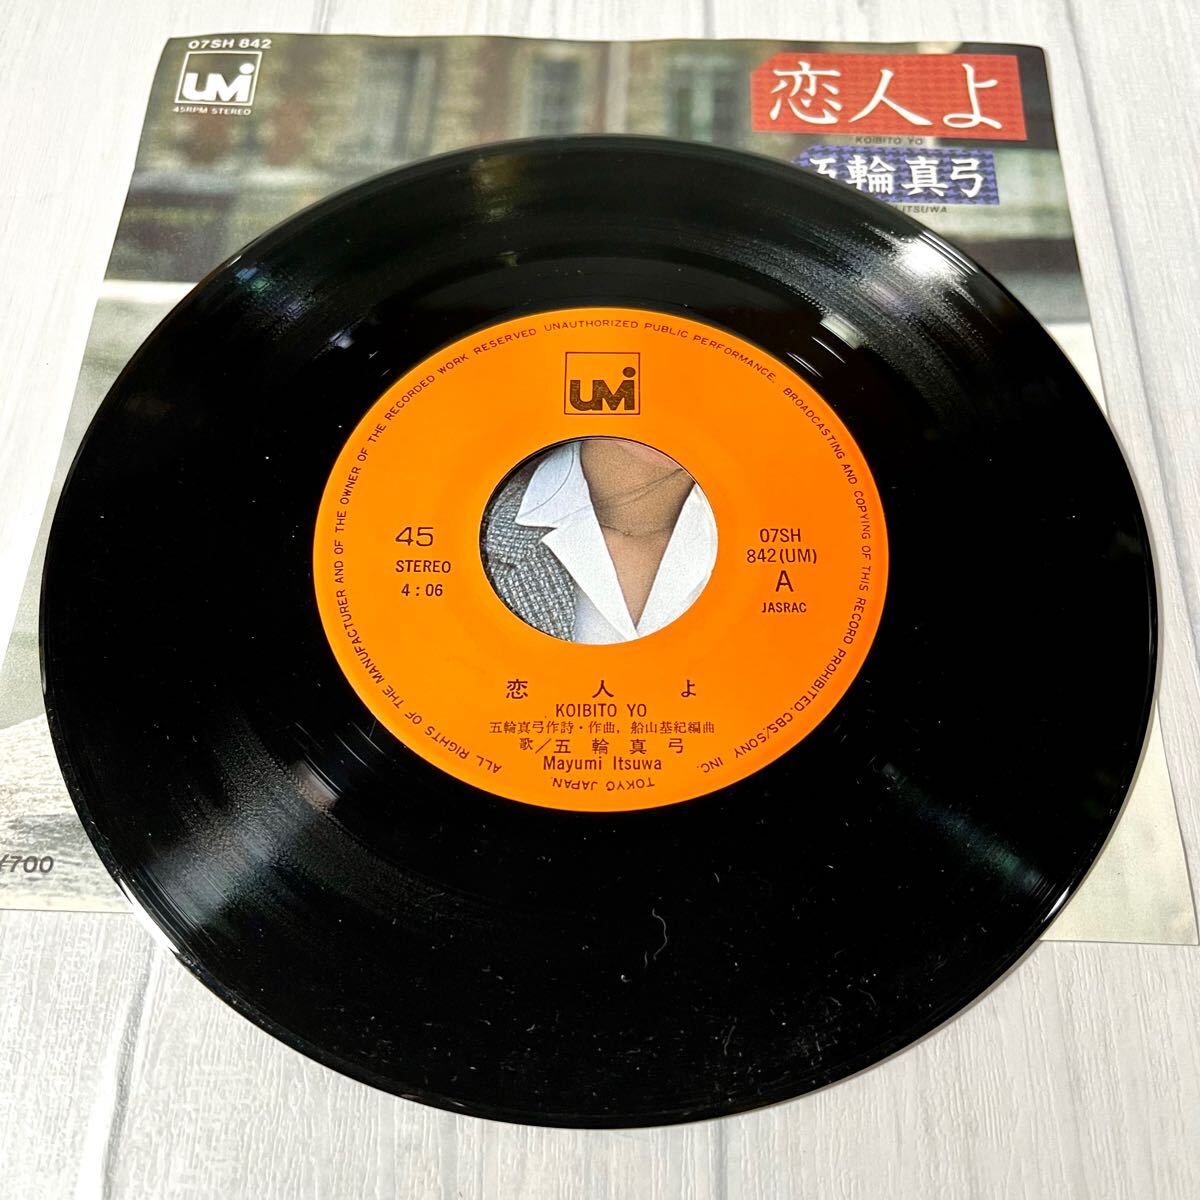 07SH 842
UMi
45RPM STEREO
恋人よ
KOIBITO YO
五輪真弓
ITSUWA
¥700
ALL RIGHTS OF THE MANUFACTURER AND OF THE OWNER OF THE RECORDED WORK RESERVED UNAUTHORIZED PUBLIC PERFORMANCE. BROADCASTING AND COPYING OF THIS RECORD PROHIBITED. CBS/SONY INC. TOKYO JAPAN.
UMi
45
STEREO
4:06
07SH
842(UM)
A
JASRAC
恋人よ
KOIBITO YO
五輪真弓作詩・作曲, 船山基紀編曲
歌/五輪真弓
Mayumi Itsuwa